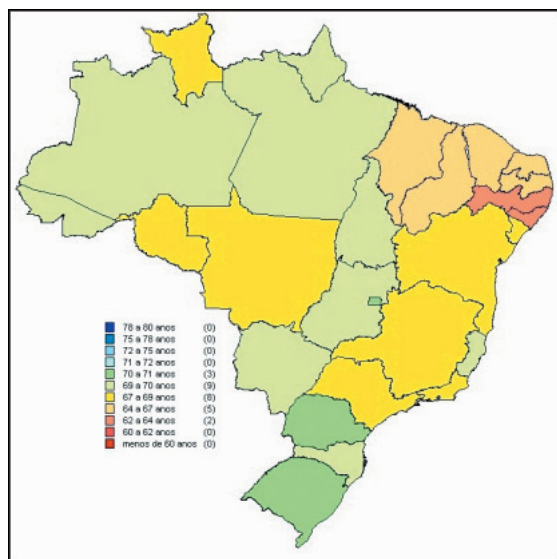 78 a 80 anos (0)
75 a 78 anos (0)
72 a 75 anos (0)
71 a 72 anos (0)
70 a 71 anos (3)
69 a 70 anos (9)
67 a 69 anos (8)
64 a 67 anos (5)
62 a 64 anos (2)
60 a 62 anos (0)
menos de 60 anos (0)